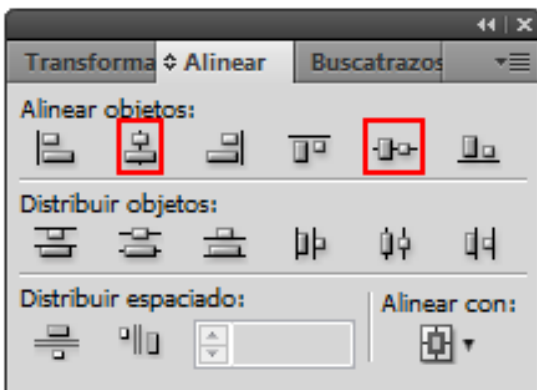 Transforma Alinear Buscatrazos
Alinear objetos:
Distribuir objetos:
Distribuir espaciado: Alinear con: